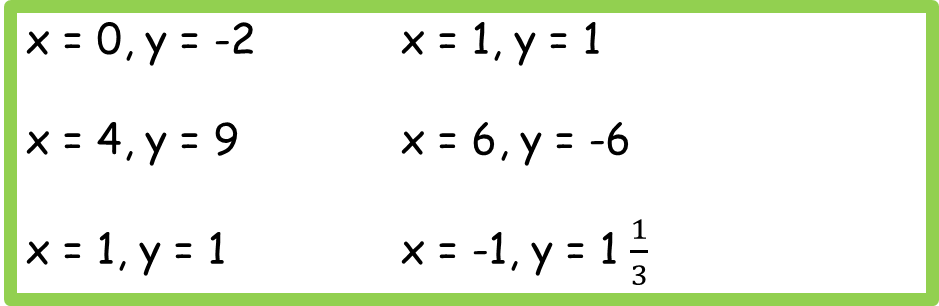 x = 0, y = -2 x = 1, y = 1
x = 4, y = 9 x = 6, y = -6
x = 1, y = 1 x = -1, y = 1 1/3